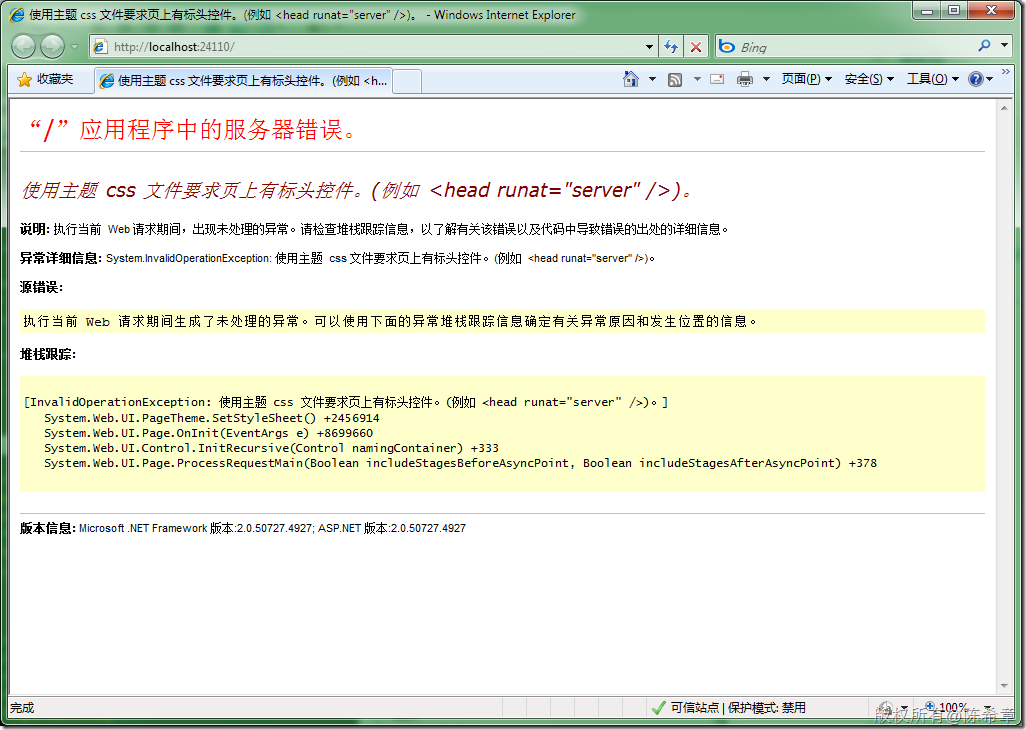 使用主题 css 文件要求页上有标头控件。(例如 <head runat="server" />)。 - Windows Internet Explorer
http://localhost:24110/
Bing
收藏夹
使用主题 css 文件要求页上有标头控件。(例如 <h...
页面(P)
安全(S)
工具(O)
“/”应用程序中的服务器错误。
使用主题 css 文件要求页上有标头控件。(例如 <head runat="server" />)。
说明: 执行当前 Web 请求期间，出现未处理的异常。请检查堆栈跟踪信息，以了解有关该错误以及代码中导致错误的出处的详细信息。
异常详细信息: System.InvalidOperationException: 使用主题 css 文件要求页上有标头控件。(例如 <head runat="server" />)。
源错误:
执行当前 Web 请求期间生成了未处理的异常。可以使用下面的异常堆栈跟踪信息确定有关异常原因和发生位置的信息。
堆栈跟踪:
[InvalidOperationException: 使用主题 css 文件要求页上有标头控件。(例如 <head runat="server" />)。]
System.Web.UI.PageTheme.SetStyleSheet() +2456914
System.Web.UI.Page.OnInit(EventArgs e) +8699660
System.Web.UI.Control.InitRecursive(Control namingContainer) +333
System.Web.UI.Page.ProcessRequestMain(Boolean includeStagesBeforeAsyncPoint, Boolean includeStagesAfterAsyncPoint) +378
版本信息: Microsoft .NET Framework 版本:2.0.50727.4927; ASP.NET 版本:2.0.50727.4927
完成
可信站点 | 保护模式: 禁用
100%
版权所有@陈希章